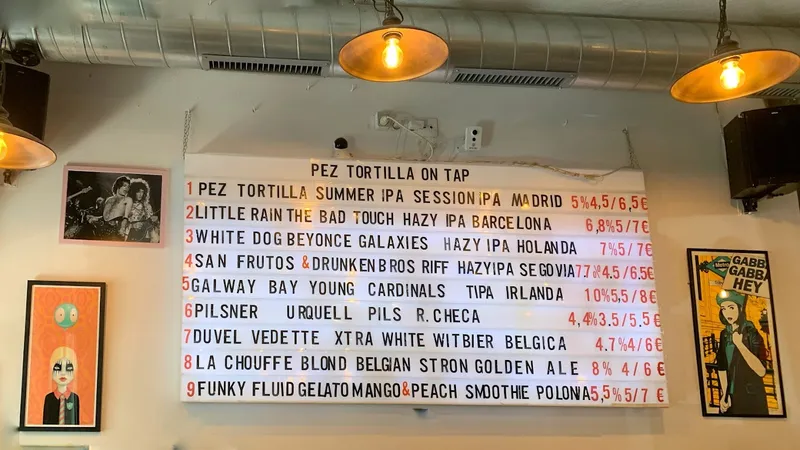 PEZ TORTILLA ON TAP
1 PEZ TORTILLA SUMMER IPA SESSION IPA MADRID 5%4,5/6,5€
2 LITTLE RAIN THE BAD TOUCH HAZY IPA BARCELONA 6,8%5/7€
3 WHITE DOG BEYONCE GALAXIES HAZY IPA HOLANDA 7%5/7€
4 SAN FRUTOS & DRUNKEN BROS RIFF HAZY IPA SEGOVIA 7.7%4.5/6.5€
5 GALWAY BAY YOUNG CARDINALS TIPA IRLANDA 10%5,5/8€
6 PILSNER URQUELL PILS R.CHECA 4,4%3.5/5.5€
7 DUVEL VEDETTE XTRA WHITE WITBIER BELGICA 4.7%4/6€
8 LA CHOUFFE BLOND BELGIAN STRON GOLDEN ALE 8% 4/6€
9 FUNKY FLUID GELATO MANGO & PEACH SMOOTHIE POLONIA 5,5%5/7€
GABBA
GABBA
HEY